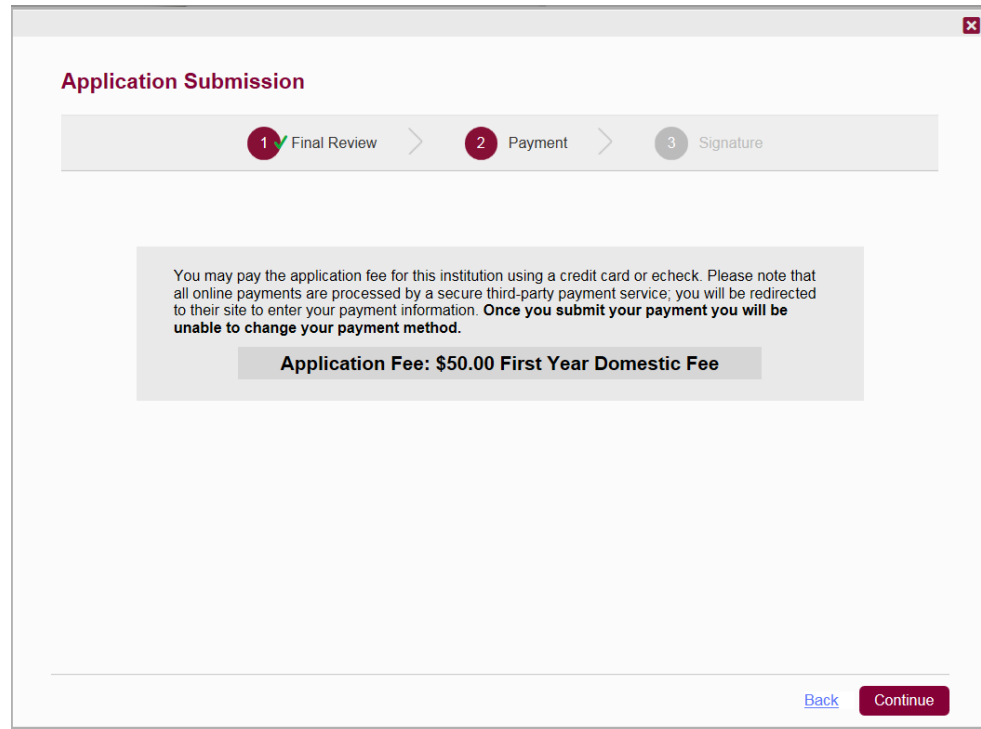 Application Submission
1 Final Review
2 Payment
3 Signature
You may pay the application fee for this institution using a credit card or echeck. Please note that
all online payments are processed by a secure third-party payment service; you will be redirected
to their site to enter your payment information. Once you submit your payment you will be
unable to change your payment method.
Application Fee: $50.00 First Year Domestic Fee
Back
Continue